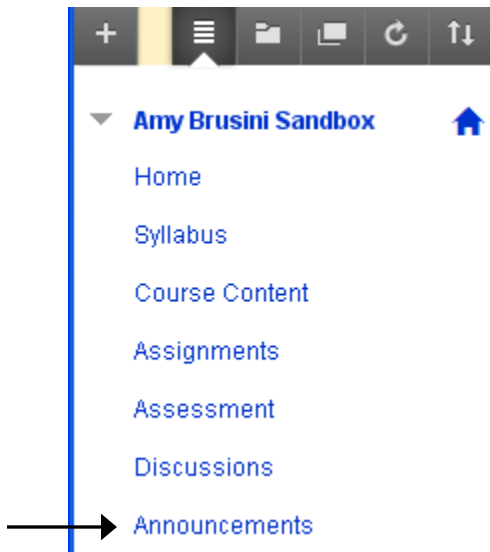 Amy Brusini Sandbox
Home
Syllabus
Course Content
Assignments
Assessment
Discussions
Announcements